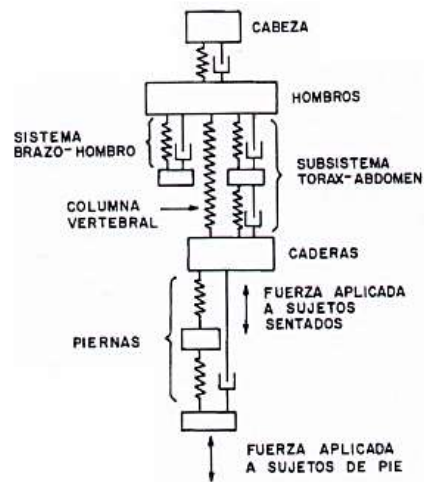 CABEZA
HOMBROS
SISTEMA
BRAZO-HOMBRO
SUBSISTEMA
TORAX-ABDOMEN
COLUMNA
VERTEBRAL
CADERAS
FUERZA APLICADA
A SUJETOS
SENTADOS
PIERNAS
FUERZA APLICADA
A SUJETOS DE PIE